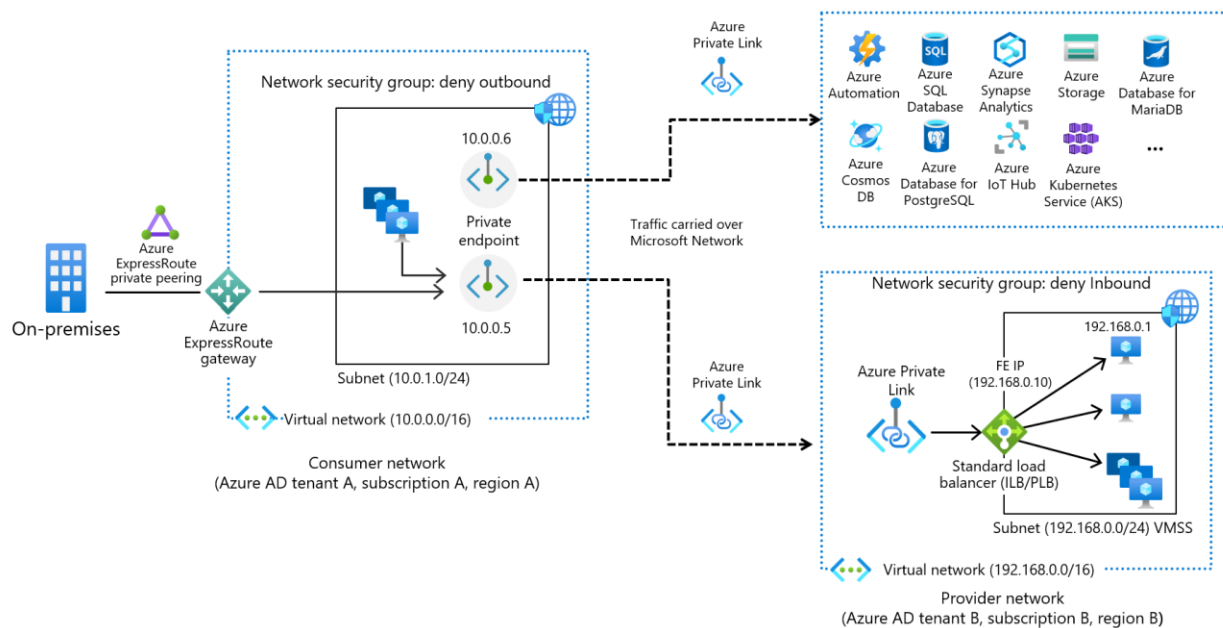 Network security group: deny outbound
10.0.0.6
Private
endpoint
10.0.0.5
Subnet (10.0.1.0/24)
Virtual network (10.0.0.0/16)
Consumer network
(Azure AD tenant A, subscription A, region A)
On-premises
Azure
ExpressRoute
private peering
Azure
ExpressRoute
gateway
Azure
Private Link
Traffic carried over
Microsoft Network
Azure
Private Link
Azure
Automation
SQL
Azure
SQL
Database
Azure
Synapse
Analytics
Azure
Storage
Azure
Database for
MariaDB
Azure
Cosmos
DB
Azure
Database for
PostgreSQL
Azure
IoT Hub
Azure
Kubernetes
Service (AKS)
...
Network security group: deny Inbound
192.168.0.1
FE IP
(192.168.0.10)
Azure Private
Link
Standard load
balancer (ILB/PLB)
Subnet (192.168.0.0/24) VMSS
Virtual network (192.168.0.0/16)
Provider network
(Azure AD tenant B, subscription B, region B)